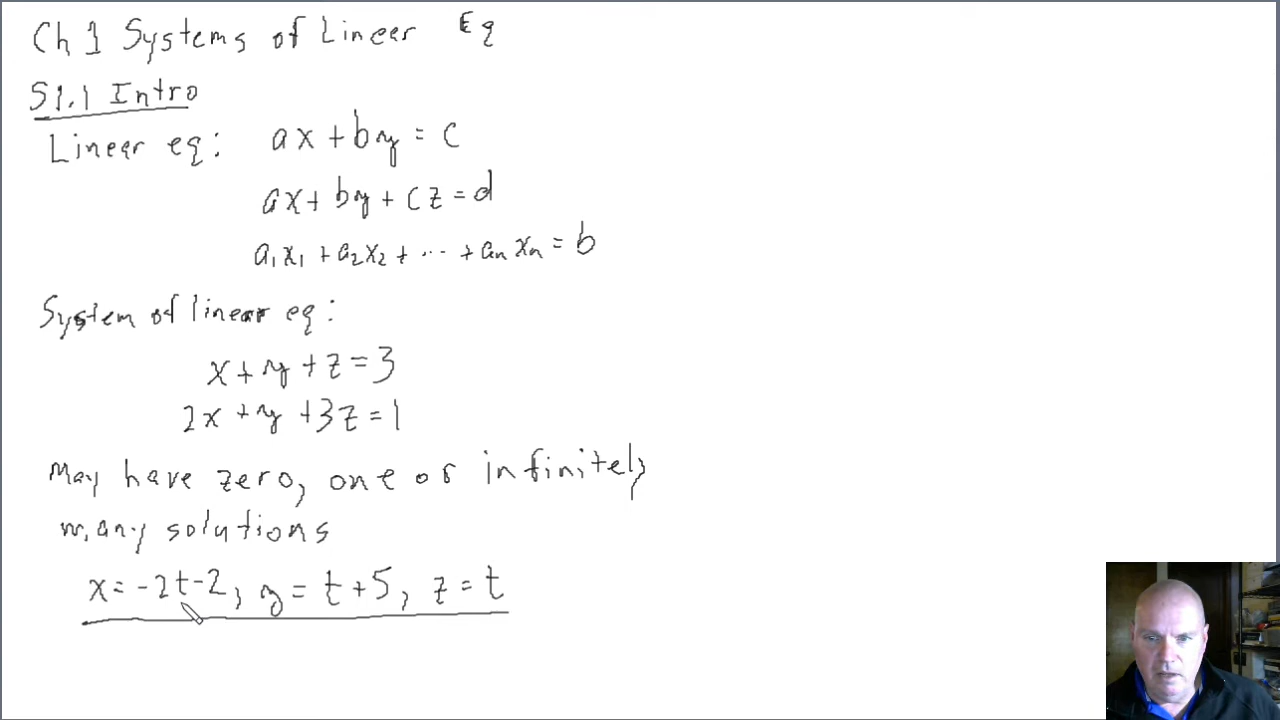 Ch 1 Systems of Linear Eq
S1.1 Intro
Linear eq: ax + by = c
ax + by + cz = d
a₁x₁ + a₂x₂ + ... + aₙxₙ = b
System of linear eq:
x + y + z = 3
2x + y + 3z = 1
May have zero, one or infinitely
many solutions
x = -2t-2, y = t+5, z = t